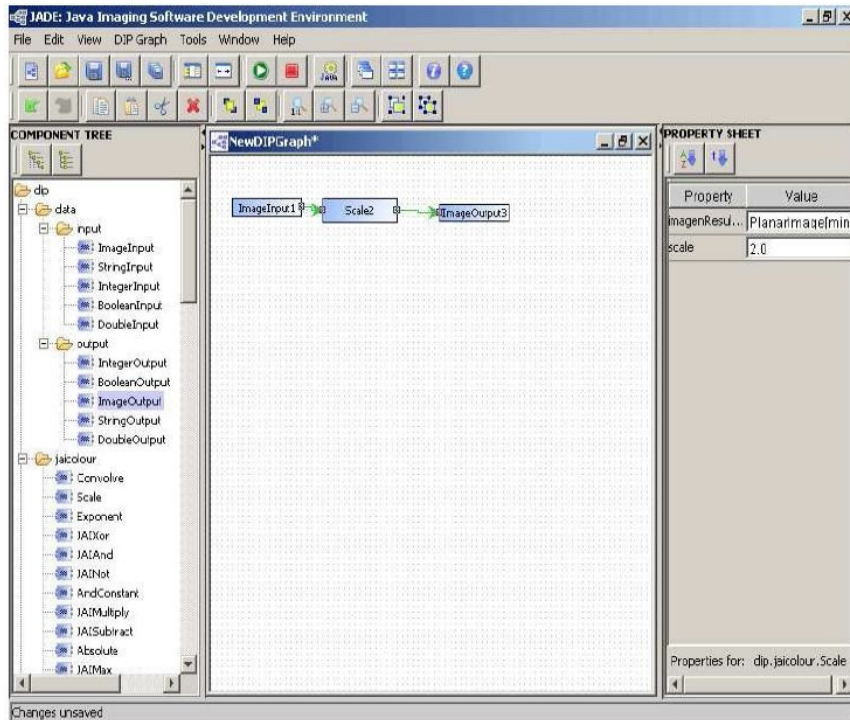 JADE: Java Imaging Software Development Environment
File Edit View DIP Graph Tools Window Help
COMPONENT TREE
dip
data
input
ImageInput
StringInput
IntegerInput
BooleanInput
DoubleInput
output
IntegerOutput
BooleanOutput
ImageOutput
StringOutput
DoubleOutput
jaicolour
Convolve
Scale
Exponent
JAIXor
JAIAnd
JAINot
AndConstant
JAIMultiply
JAISubtract
Absolute
JAIMax
NewDIPGraph*
ImageInput1
Scale2
ImageOutput3
PROPERTY SHEET
Property Value
imagenResul... PlanarImage[min
scale 2.0
Properties for: dip.jaicolour.Scale
Changes unsaved